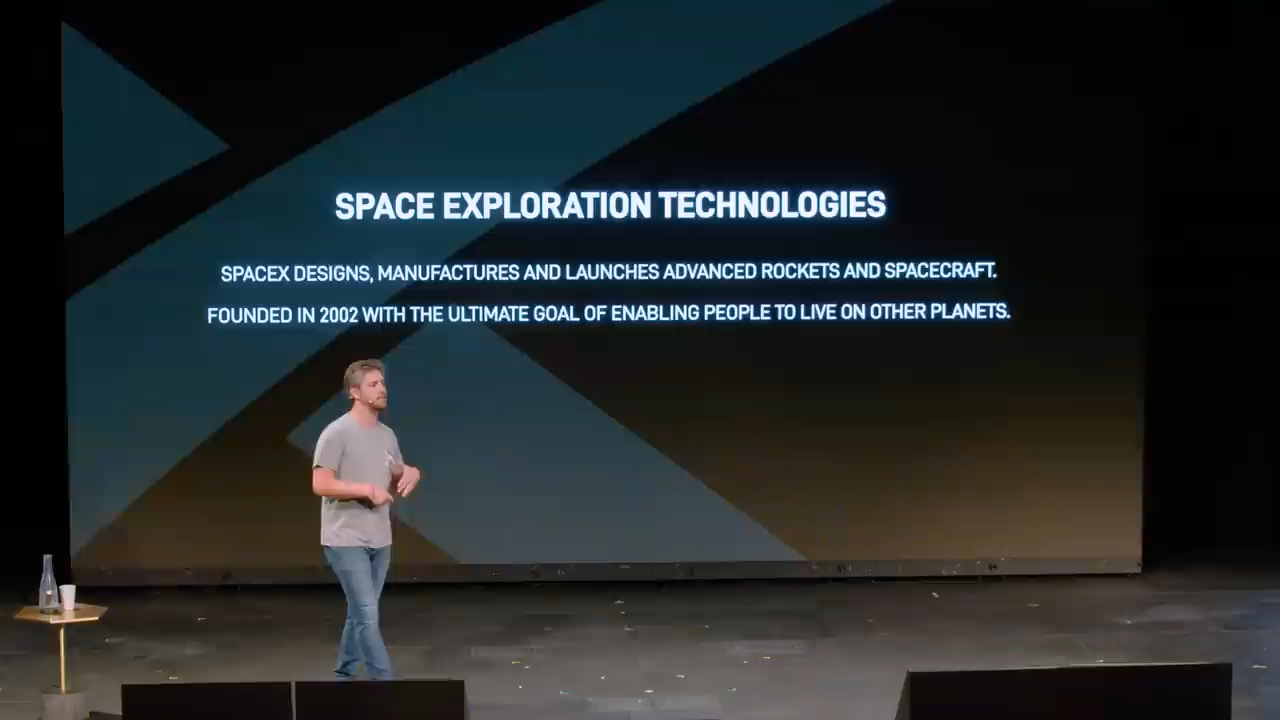 SPACE EXPLORATION TECHNOLOGIES
SPACEX DESIGNS, MANUFACTURES AND LAUNCHES ADVANCED ROCKETS AND SPACECRAFT.
FOUNDED IN 2002 WITH THE ULTIMATE GOAL OF ENABLING PEOPLE TO LIVE ON OTHER PLANETS.